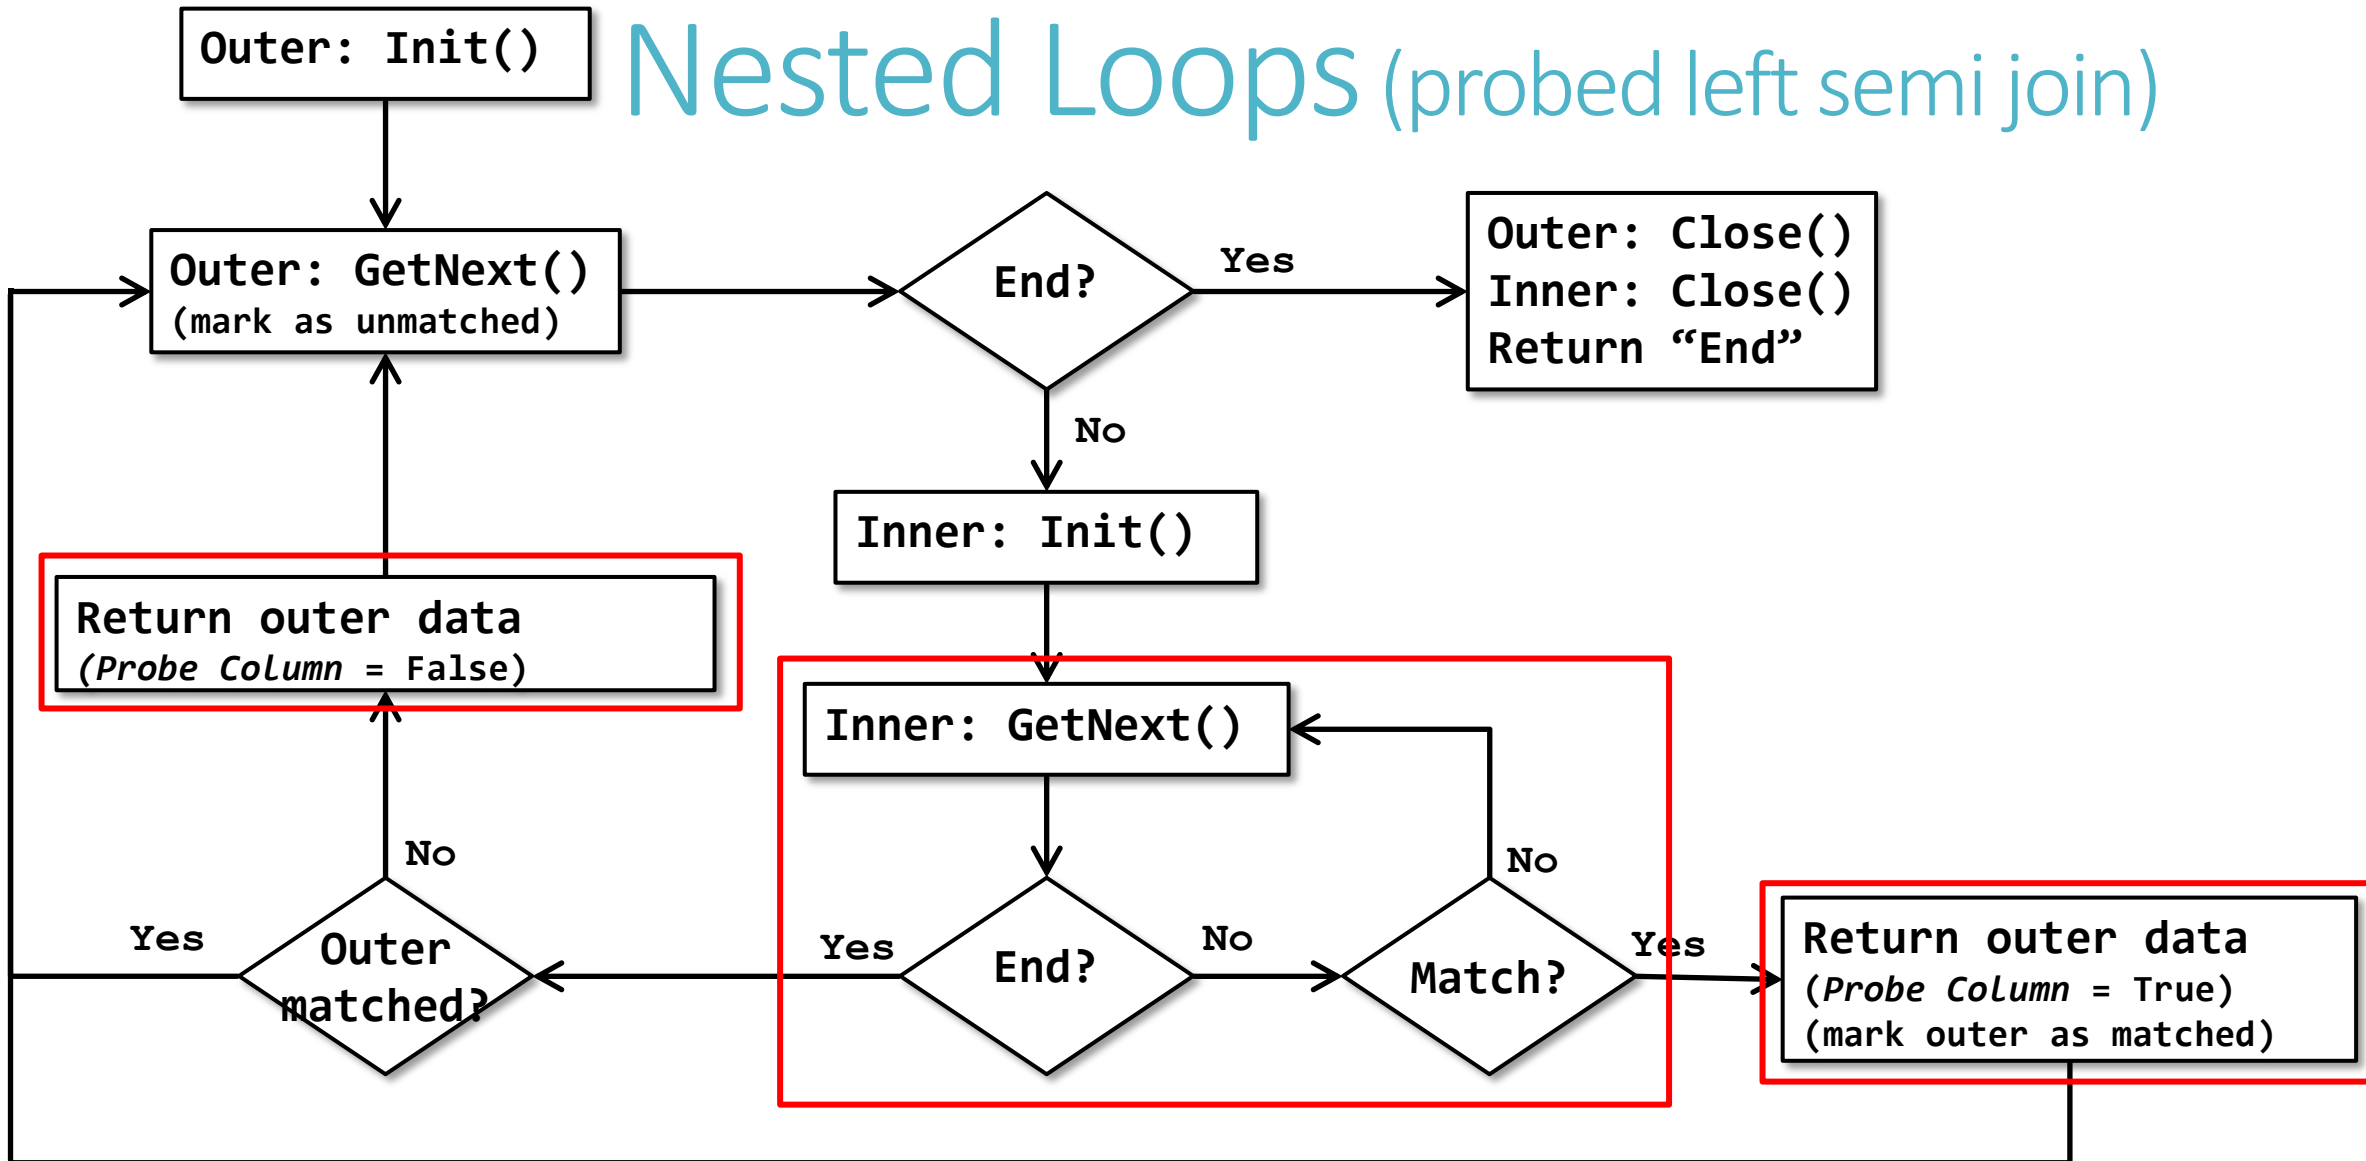 Outer: Init()
Nested Loops (probed left semi join)
Outer: GetNext()
(mark as unmatched)
End?
Yes
Outer: Close()
Inner: Close()
Return “End”
No
Inner: Init()
Return outer data
(Probe Column = False)
Inner: GetNext()
No
No
Yes
Outer
matched?
Yes
End?
No
Match?
Yes
Return outer data
(Probe Column = True)
(mark outer as matched)